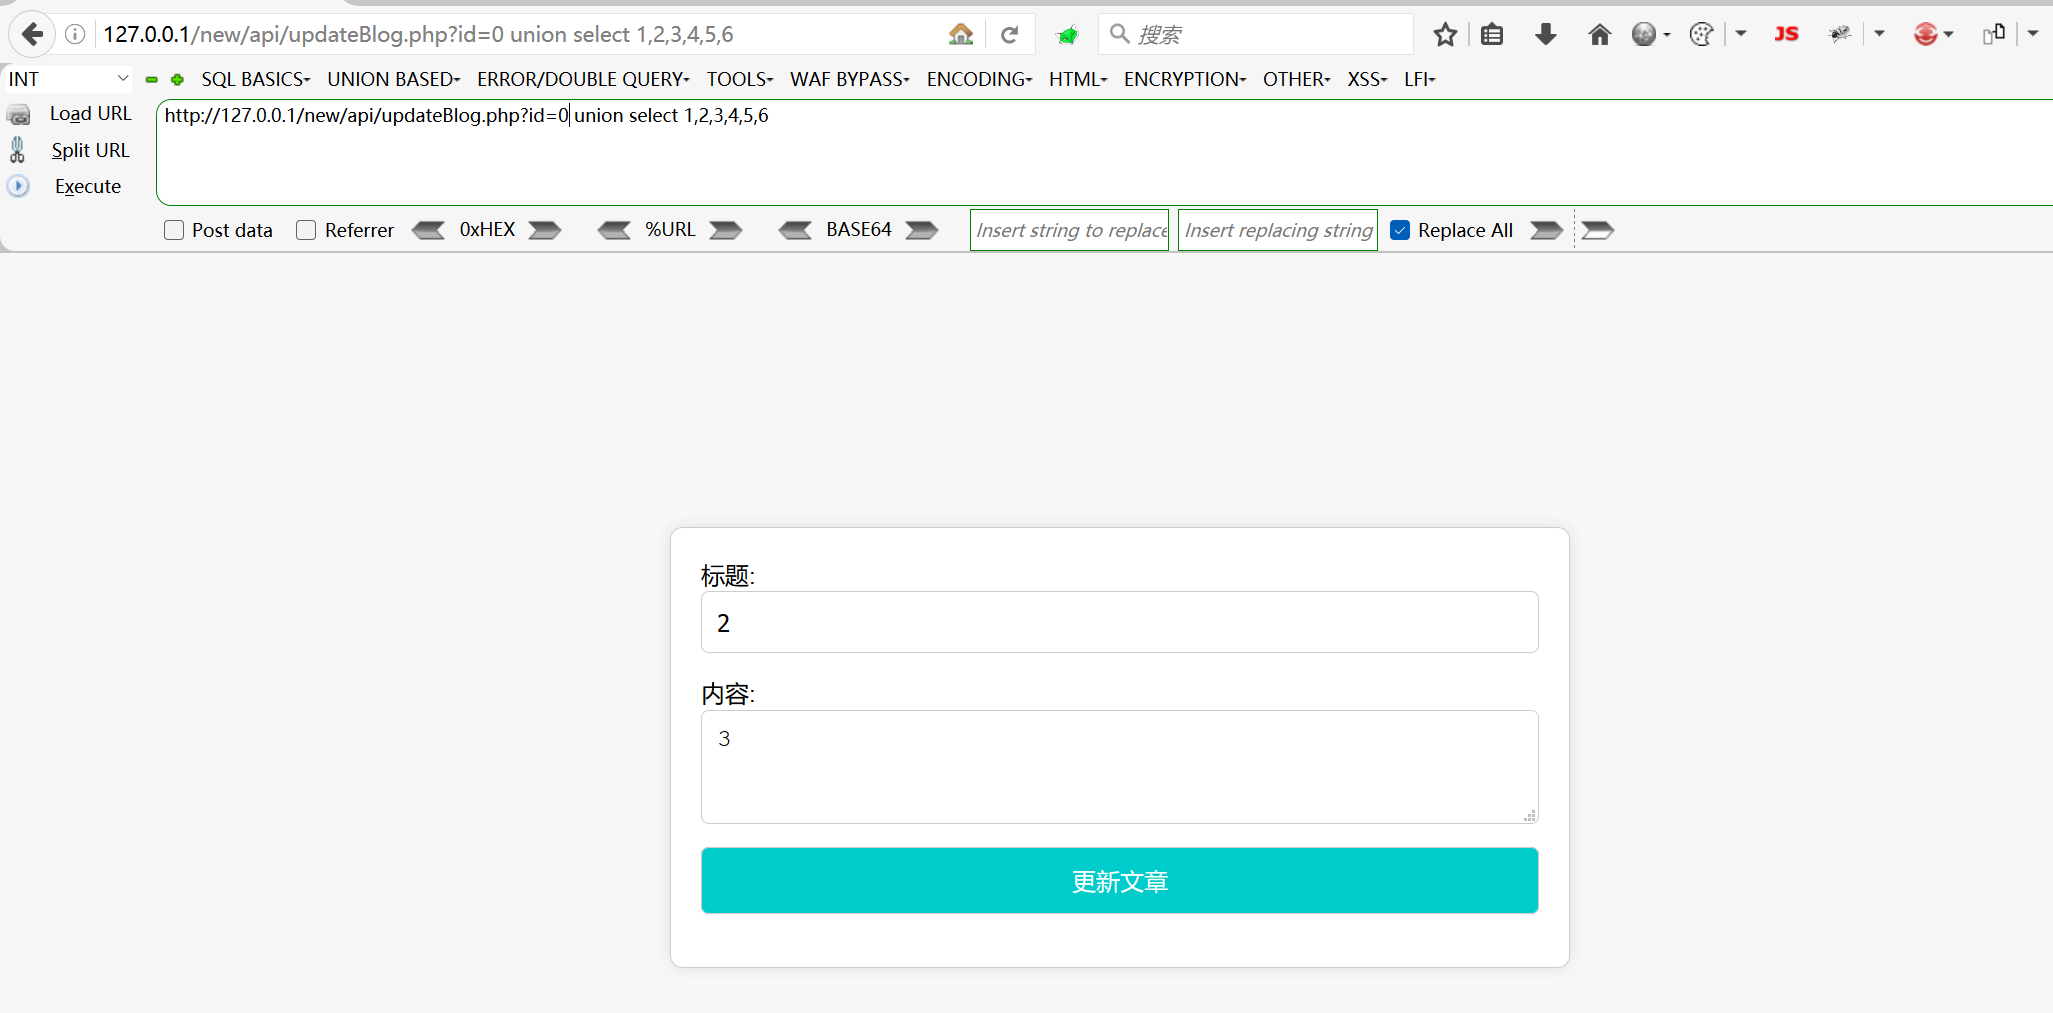 127.0.0.1/new/api/updateBlog.php?id=0 union select 1,2,3,4,5,6
搜索
JS
INT
SQL BASICS
UNION BASED
ERROR/DOUBLE QUERY
TOOLS
WAF BYPASS
ENCODING
HTML
ENCRYPTION
OTHER
XSS
LFI
Load URL
http://127.0.0.1/new/api/updateBlog.php?id=0 union select 1,2,3,4,5,6
Split URL
Execute
Post data
Referrer
0xHEX
%URL
BASE64
Insert string to replace
Insert replacing string
Replace All
标题:
2
内容:
3
更新文章